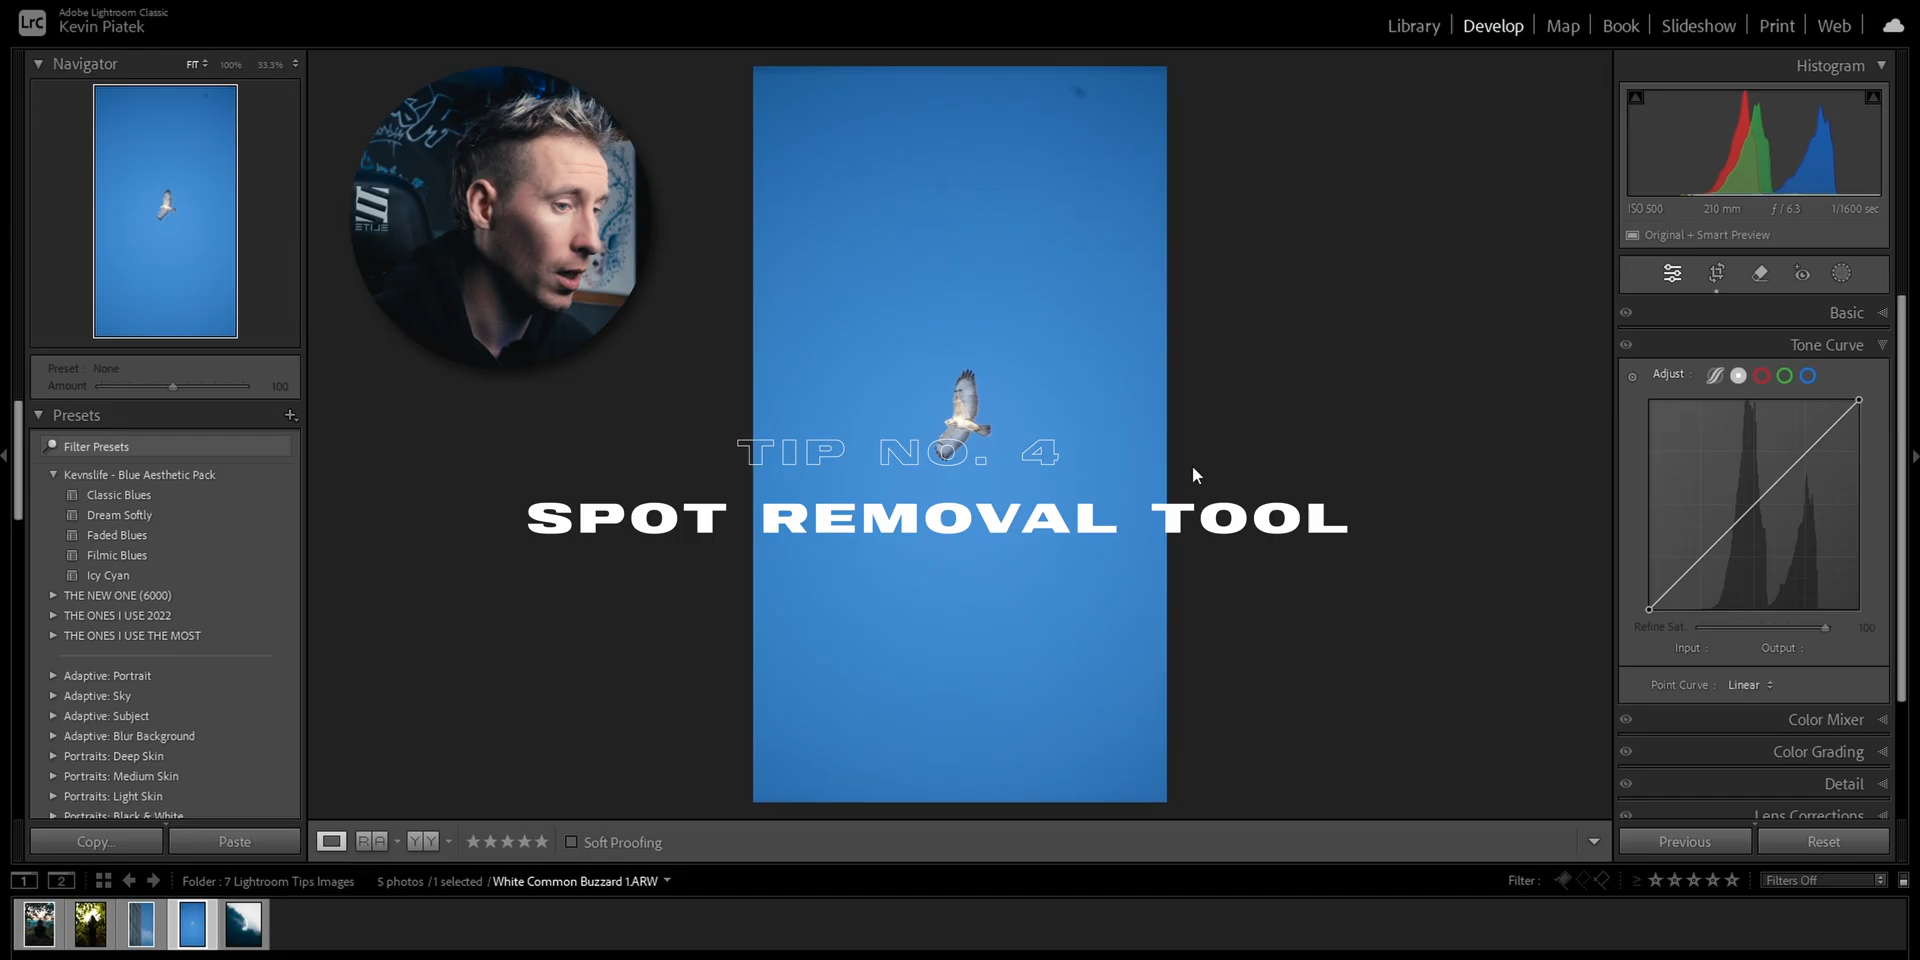 LrC
Adobe Lightroom Classic
Kevin Piatek
Library
Develop
Map
Book
Slideshow
Print
Web
Navigator
FIT
100%
33.3%
Preset : None
Amount 100
Presets
Filter Presets
Kevnslife - Blue Aesthetic Pack
Classic Blues
Dream Softly
Faded Blues
Filmic Blues
Icy Cyan
THE NEW ONE (6000)
THE ONES I USE 2022
THE ONES I USE THE MOST
Adaptive: Portrait
Adaptive: Sky
Adaptive: Subject
Adaptive: Blur Background
Portraits: Deep Skin
Portraits: Medium Skin
Portraits: Light Skin
Portraits: Black & White
Copy...
Paste
TIP NO. 4
SPOT REMOVAL TOOL
Histogram
ISO 500
210 mm
ƒ / 6.3
1/1600 sec
Original + Smart Preview
Basic
Tone Curve
Adjust :
Refine Sat. 100
Input :
Output :
Point Curve : Linear
Color Mixer
Color Grading
Detail
Lens Corrections
Previous
Reset
R A
Y Y
Soft Proofing
1
2
Folder : 7 Lightroom Tips Images
5 photos / 1 selected / White Common Buzzard 1.ARW
Filter :
≥
Filters Off